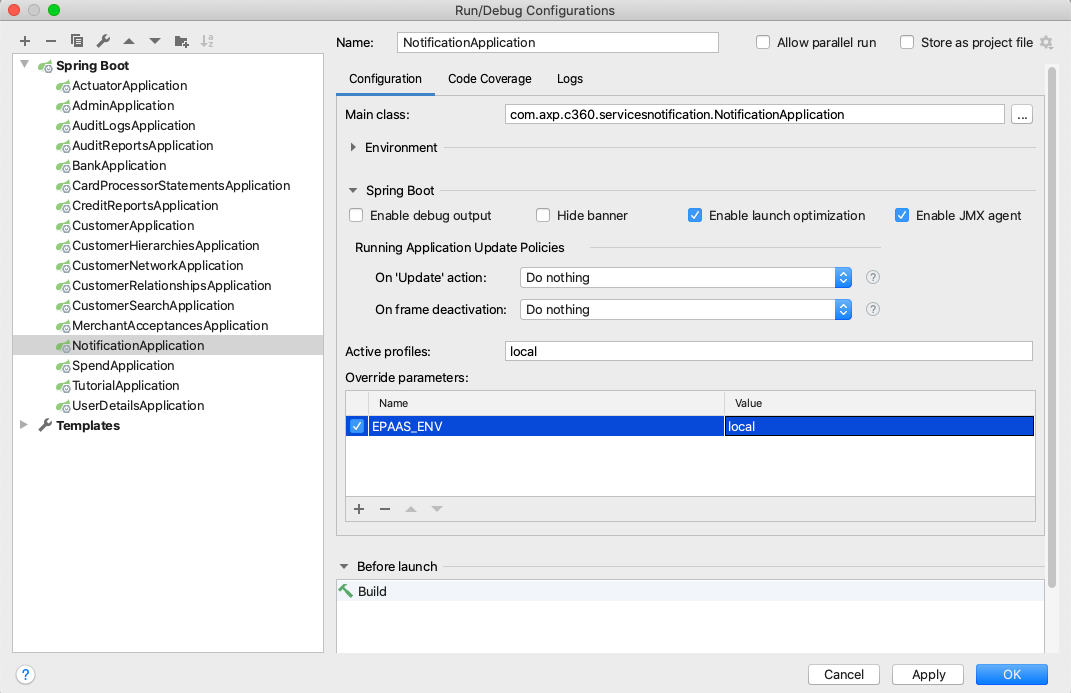 Run/Debug Configurations
Name: NotificationApplication Allow parallel run Store as project file
Spring Boot
ActuatorApplication
AdminApplication
AuditLogsApplication
AuditReportsApplication
BankApplication
CardProcessorStatementsApplication
CreditReportsApplication
CustomerApplication
CustomerHierarchiesApplication
CustomerNetworkApplication
CustomerRelationshipsApplication
CustomerSearchApplication
MerchantAcceptancesApplication
NotificationApplication
SpendApplication
TutorialApplication
UserDetailsApplication
Templates
Configuration Code Coverage Logs
Main class: com.axp.c360.servicesnotification.NotificationApplication ...
Environment
Spring Boot
Enable debug output Hide banner Enable launch optimization Enable JMX agent
Running Application Update Policies
On 'Update' action: Do nothing ?
On frame deactivation: Do nothing ?
Active profiles: local
Override parameters:
Name Value
EPAAS_ENV local
Before launch
Build
? Cancel Apply OK